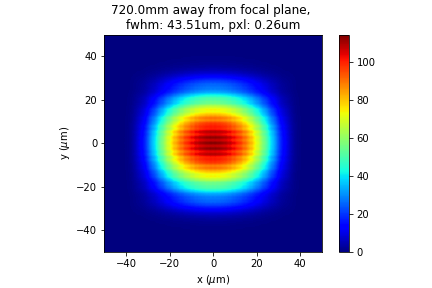 720.0mm away from focal plane,
fwhm: 43.51um, pxl: 0.26um
40
20
0
−20
−40
y (μm)
−40 −20 0 20 40
x (μm)
100
80
60
40
20
0